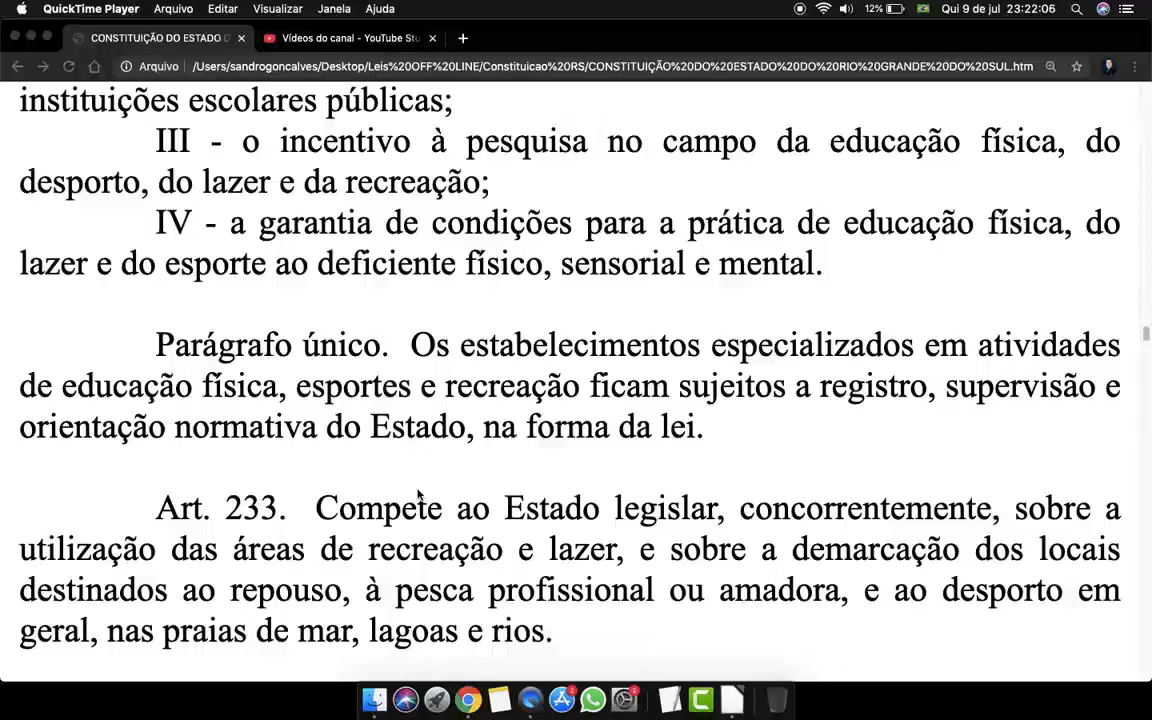 QuickTime Player Arquivo Editar Visualizar Janela Ajuda 12% Qui 9 de jul 23:22:06
CONSTITUIÇÃO DO ESTADO D Vídeos do canal - YouTube Stu
Arquivo /Users/sandrogoncalves/Desktop/Leis%20OFF%20LINE/Constituicao%20RS/CONSTITUIÇÃO%20DO%20ESTADO%20DO%20RIO%20GRANDE%20DO%20SUL.htm
instituições escolares públicas;
III - o incentivo à pesquisa no campo da educação física, do
desporto, do lazer e da recreação;
IV - a garantia de condições para a prática de educação física, do
lazer e do esporte ao deficiente físico, sensorial e mental.
Parágrafo único. Os estabelecimentos especializados em atividades
de educação física, esportes e recreação ficam sujeitos a registro, supervisão e
orientação normativa do Estado, na forma da lei.
Art. 233. Compete ao Estado legislar, concorrentemente, sobre a
utilização das áreas de recreação e lazer, e sobre a demarcação dos locais
destinados ao repouso, à pesca profissional ou amadora, e ao desporto em
geral, nas praias de mar, lagoas e rios.